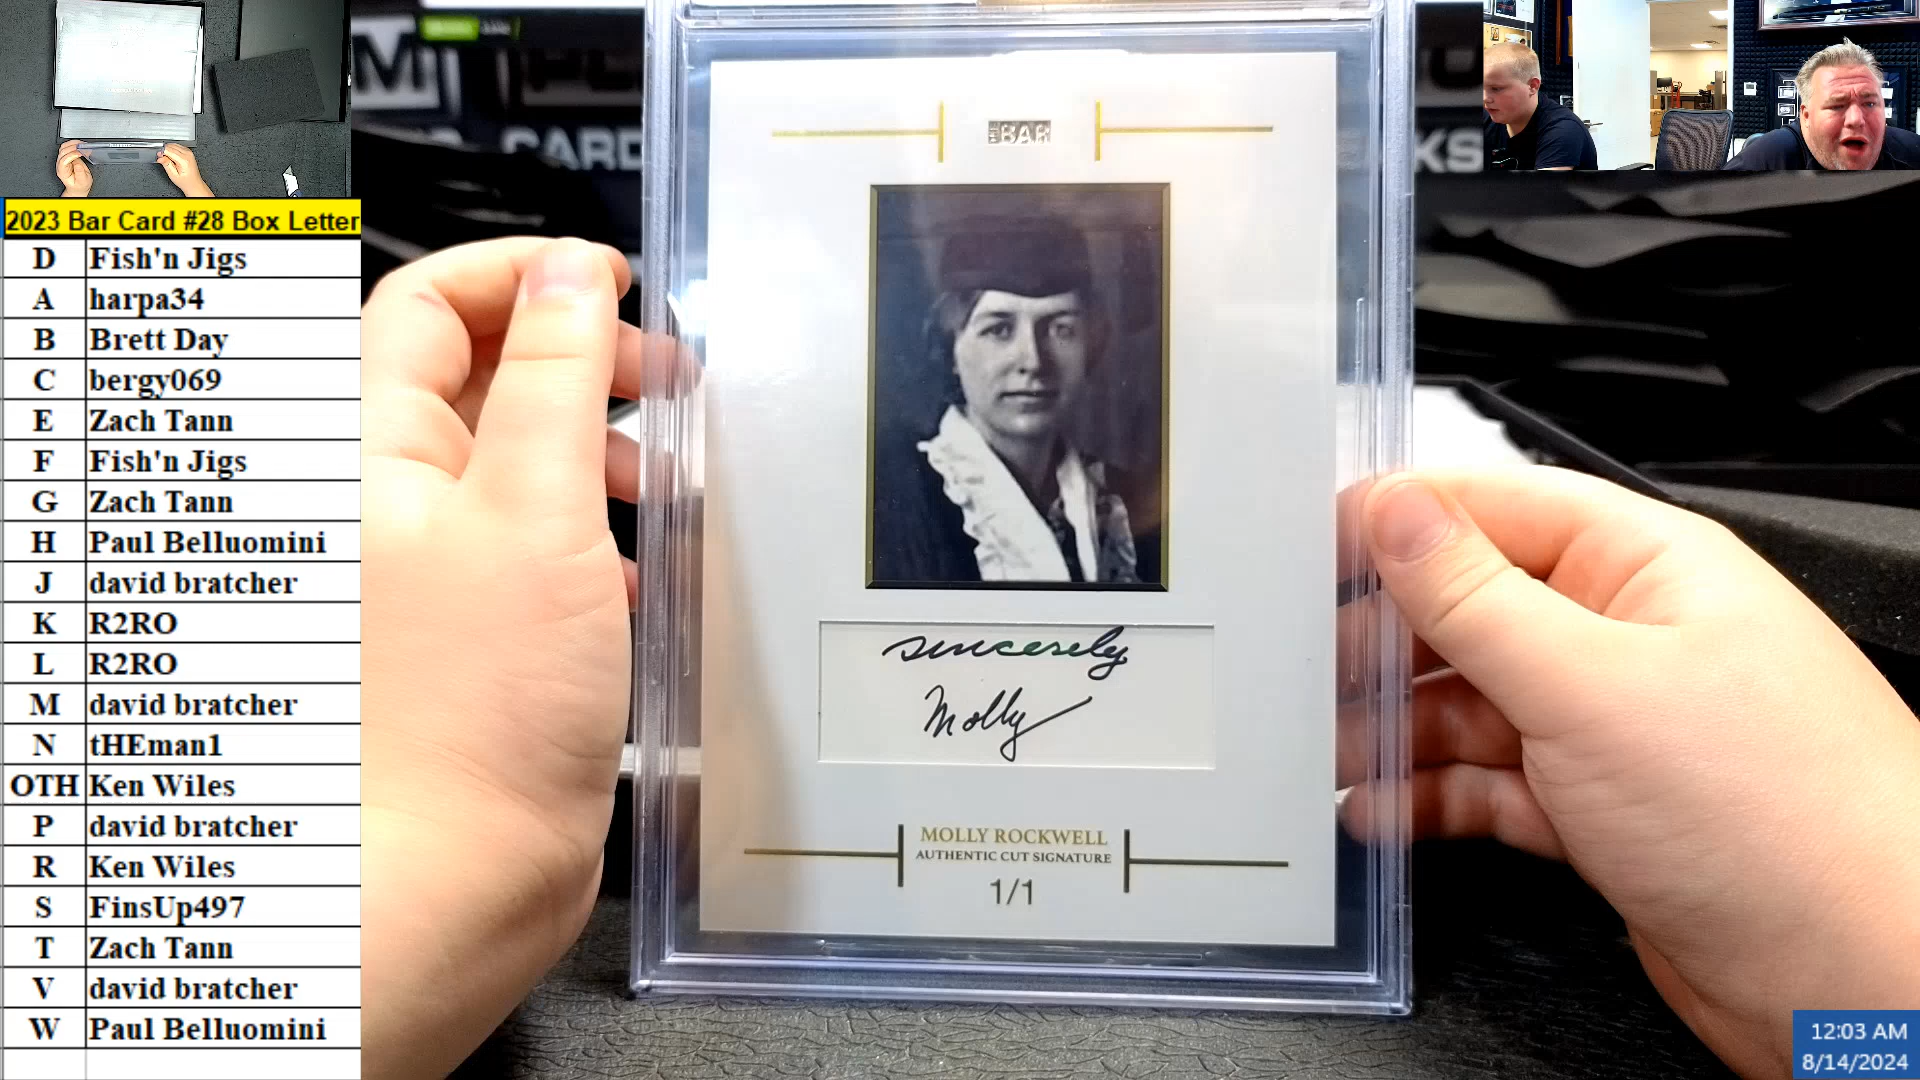 2023 Bar Card #28 Box Letter
D Fish'n Jigs
A harpa34
B Brett Day
C bergy069
E Zach Tann
F Fish'n Jigs
G Zach Tann
H Paul Belluomini
J david bratcher
K R2RO
L R2RO
M david bratcher
N tHEman1
OTH Ken Wiles
P david bratcher
R Ken Wiles
S FinsUp497
T Zach Tann
V david bratcher
W Paul Belluomini
THE BAR
sincerely
Molly
MOLLY ROCKWELL
AUTHENTIC CUT SIGNATURE
1/1
CARD
KS
12:03 AM
8/14/2024